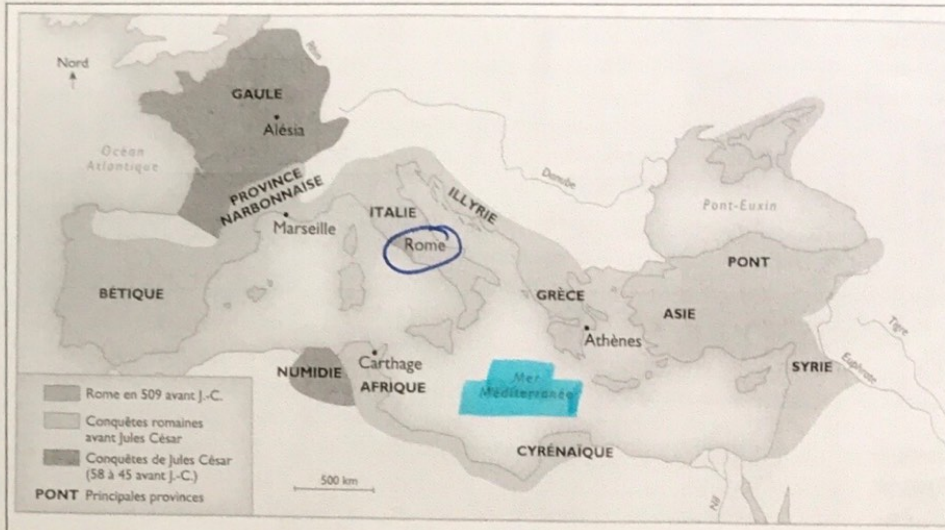 Nord
Rhin
GAULE
Alésia
Océan
Atlantique
PROVINCE
NARBONNAISE
Danube
ILLYRIE
ITALIE
Marseille
Rome
Pont-Euxin
PONT
BÉTIQUE
GRÈCE
ASIE
Athènes
Tigre
Carthage
NUMIDIE
AFRIQUE
Mer
Méditerranée
SYRIE
Euphrate
CYRÉNAÏQUE
Nil
Rome en 509 avant J.-C.
Conquêtes romaines
avant Jules César
Conquêtes de Jules César
(58 à 45 avant J.-C.)
PONT Principales provinces
500 km